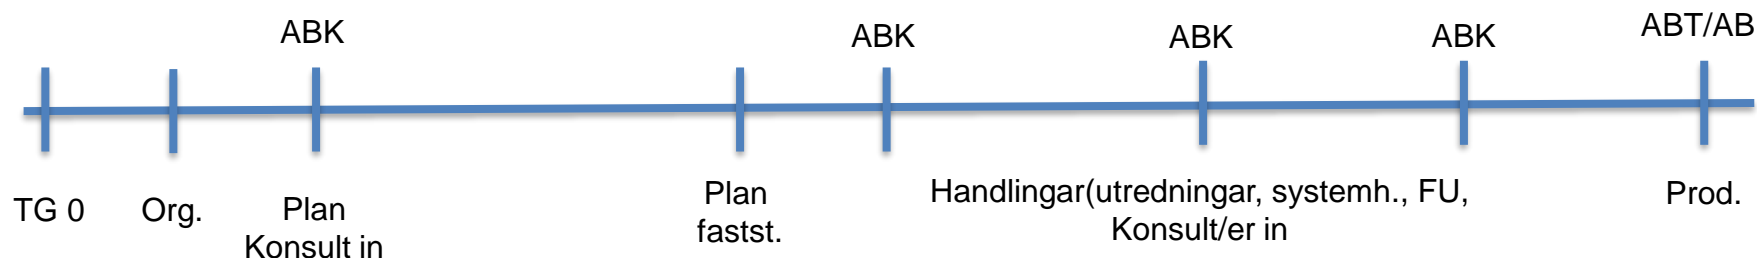 ABK
ABK
ABK
ABK
ABT/AB
TG 0
Org.
Plan
Konsult in
Plan
fastst.
Handlingar(utredningar, systemh., FU,
Konsult/er in
Prod.